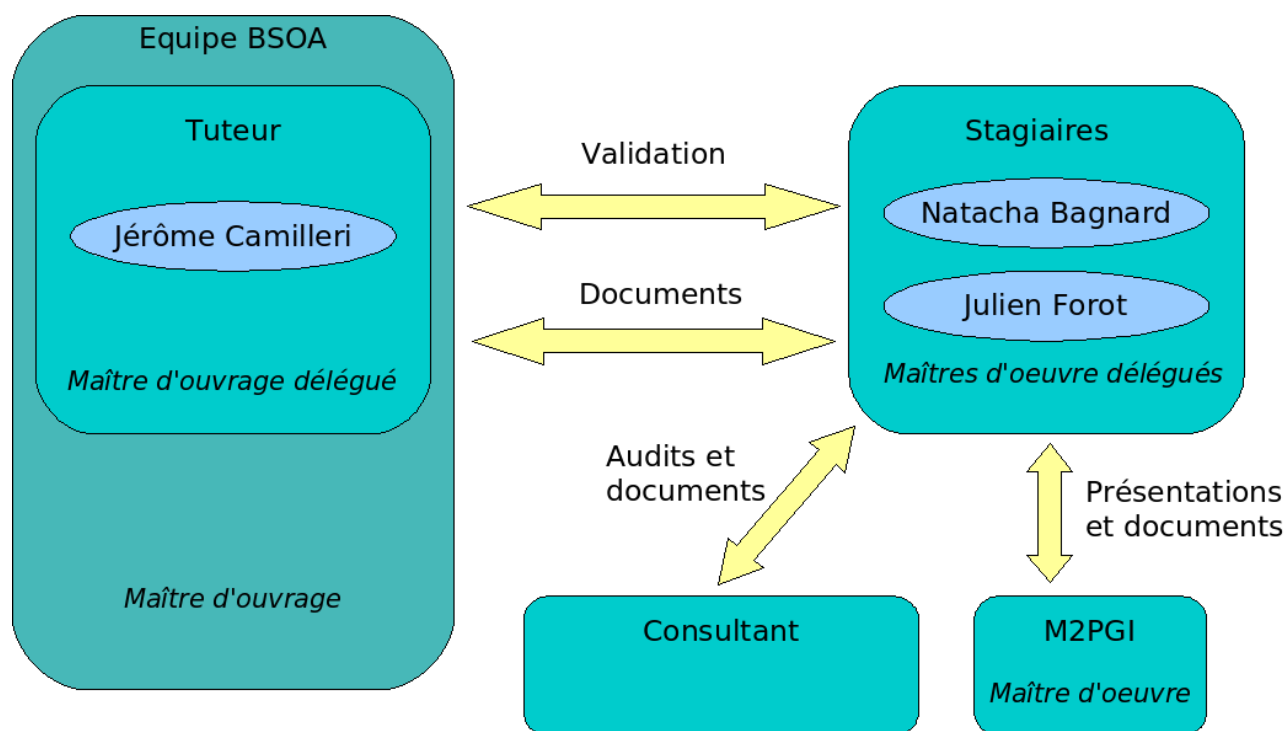 Equipe BSOA
Tuteur
Jérôme Camilleri
Maître d'ouvrage délégué
Maître d'ouvrage
Validation
Documents
Stagiaires
Natacha Bagnard
Julien Forot
Maîtres d'oeuvre délégués
Audits et
documents
Présentations
et documents
Consultant
M2PGI
Maître d'oeuvre